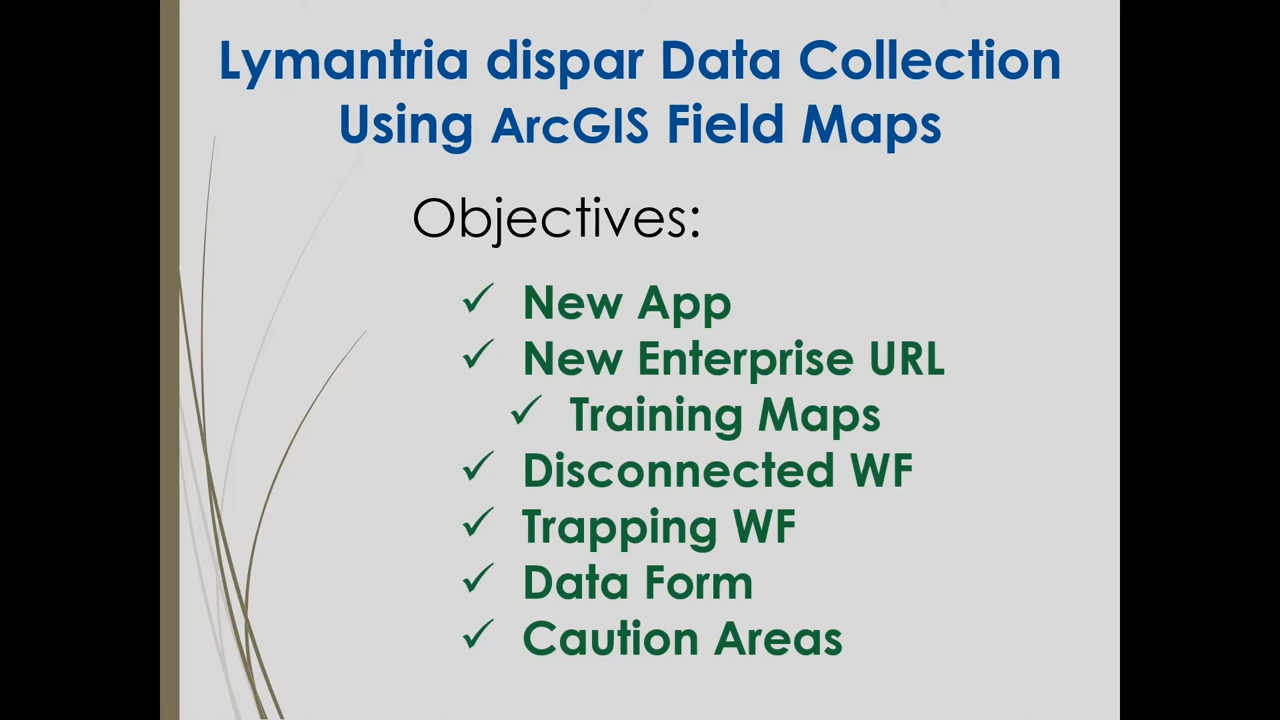 Lymantria dispar Data Collection
Using ArcGIS Field Maps
Objectives:
✓ New App
✓ New Enterprise URL
✓ Training Maps
✓ Disconnected WF
✓ Trapping WF
✓ Data Form
✓ Caution Areas